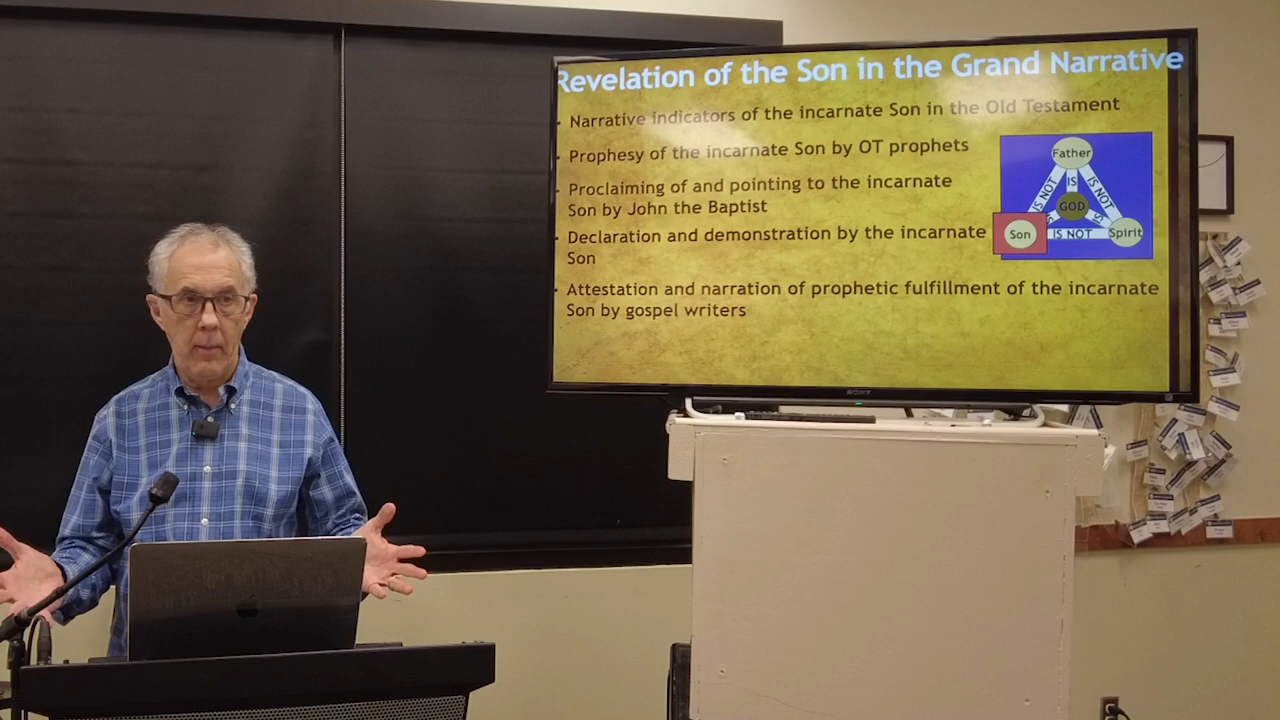 Revelation of the Son in the Grand Narrative
Narrative indicators of the incarnate Son in the Old Testament
Prophesy of the incarnate Son by OT prophets
Proclaiming of and pointing to the incarnate
Son by John the Baptist
Declaration and demonstration by the incarnate
Son
Attestation and narration of prophetic fulfillment of the incarnate
Son by gospel writers
Father
IS NOT
IS
IS NOT
GOD
IS
IS
Son
IS NOT
Spirit
SONY